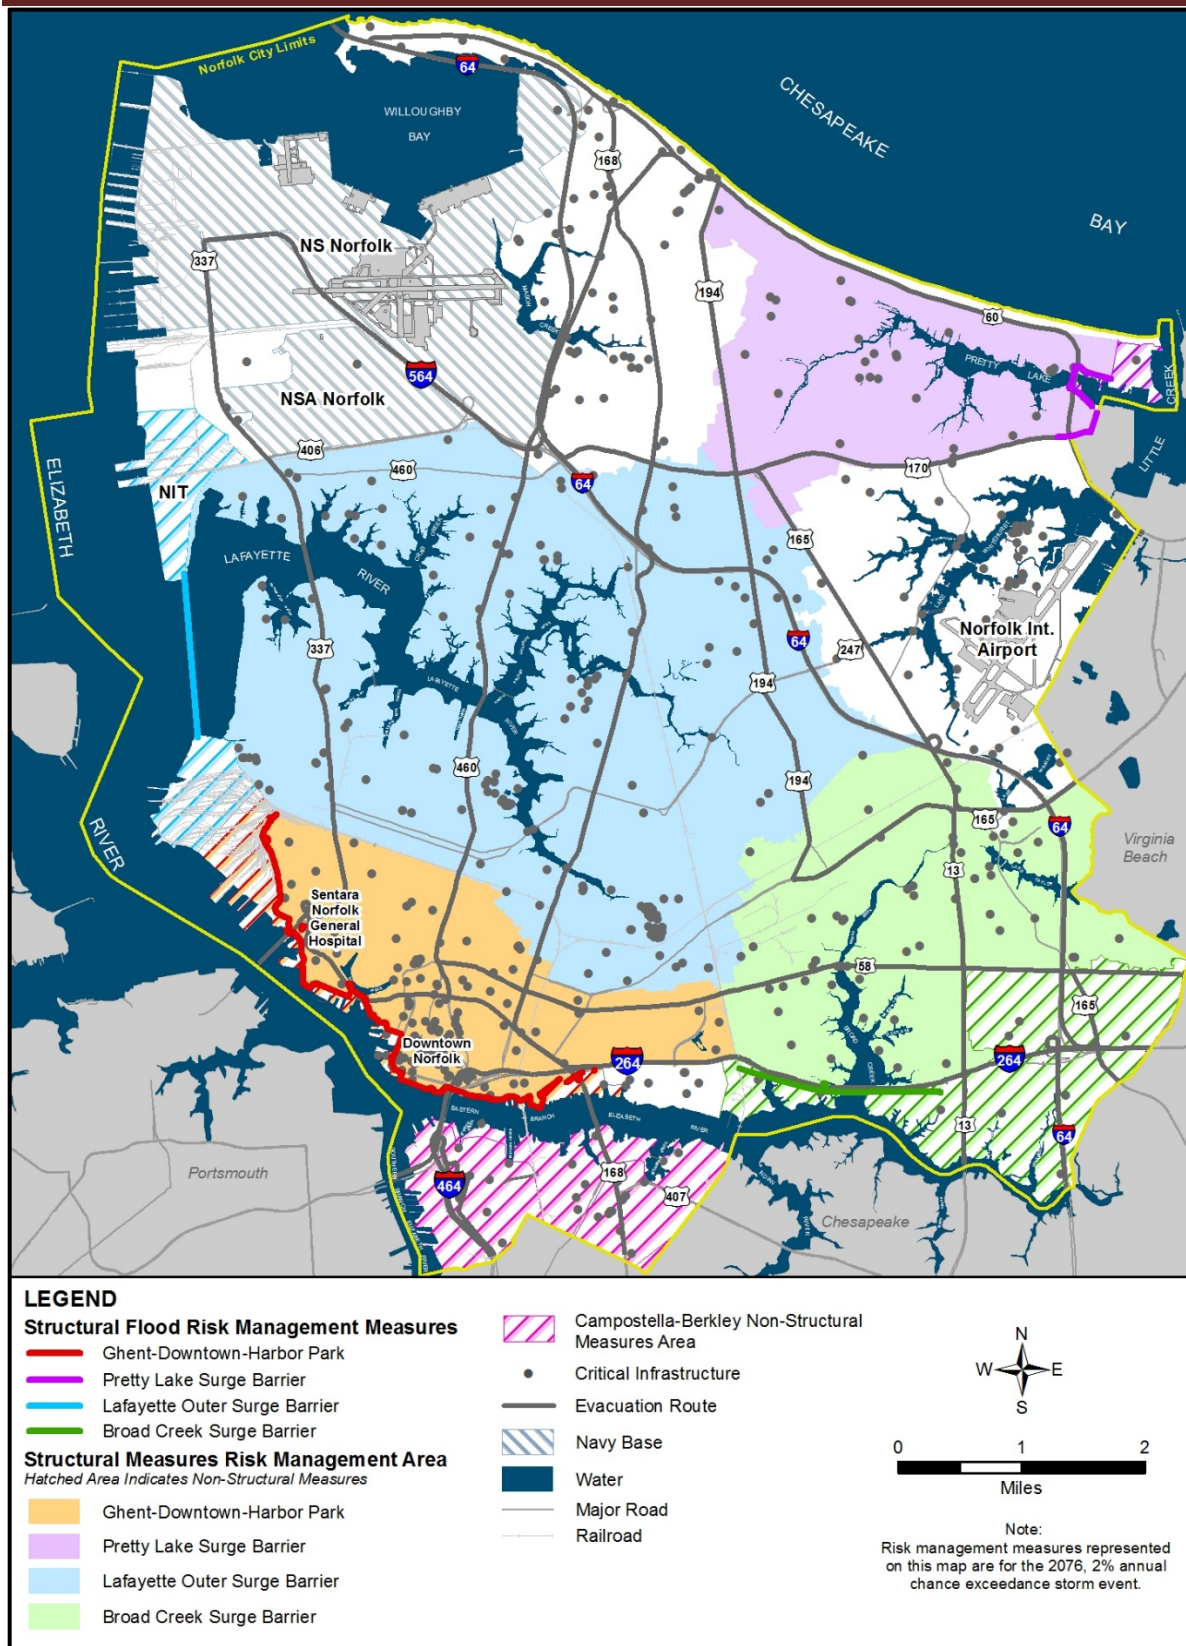 Norfolk City Limits
64
WILLOUGHBY
BAY
CHESAPEAKE
BAY
168
NS Norfolk
337
194
MASON
CREEK
60
PRETTY
LAKE
564
NSA Norfolk
LITTLE
CREEK
406
460
64
170
NIT
ELIZABETH
165
LAFAYETTE
RIVER
Norfolk Int.
Airport
64
247
337
194
LAFAYETTE
RIVER
460
194
165
64
RIVER
Virginia
Beach
13
Sentara
Norfolk
General
Hospital
58
165
BROAD
CREEK
Downtown
Norfolk
264
264
EASTERN
BRANCH
ELIZABETH
RIVER
13
64
Portsmouth
464
168
407
Chesapeake
LEGEND
Structural Flood Risk Management Measures
Ghent-Downtown-Harbor Park
Pretty Lake Surge Barrier
Lafayette Outer Surge Barrier
Broad Creek Surge Barrier
Structural Measures Risk Management Area
Hatched Area Indicates Non-Structural Measures
Ghent-Downtown-Harbor Park
Pretty Lake Surge Barrier
Lafayette Outer Surge Barrier
Broad Creek Surge Barrier
Campostella-Berkley Non-Structural
Measures Area
Critical Infrastructure
Evacuation Route
Navy Base
Water
Major Road
Railroad
N
W E
S
0 1 2
Miles
Note:
Risk management measures represented
on this map are for the 2076, 2% annual
chance exceedance storm event.